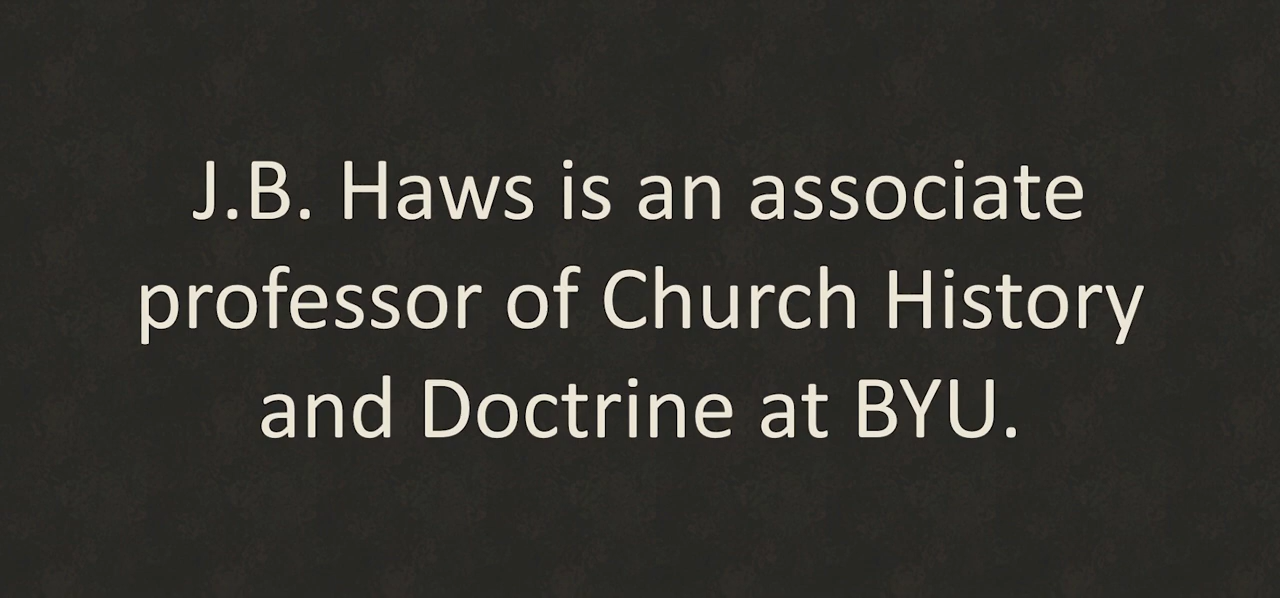 J.B. Haws is an associate
professor of Church History
and Doctrine at BYU.